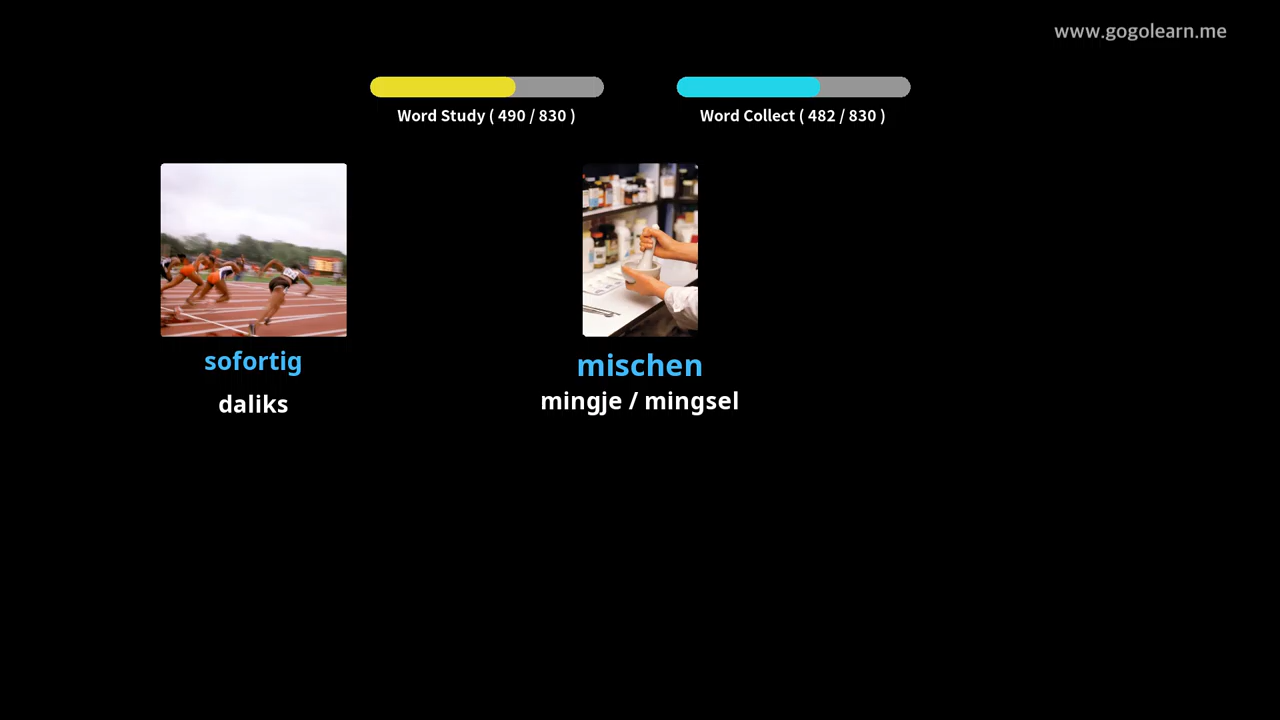 www.gogolearn.me
Word Study ( 490 / 830 )
Word Collect ( 482 / 830 )
sofortig
daliks
mischen
mingje / mingsel